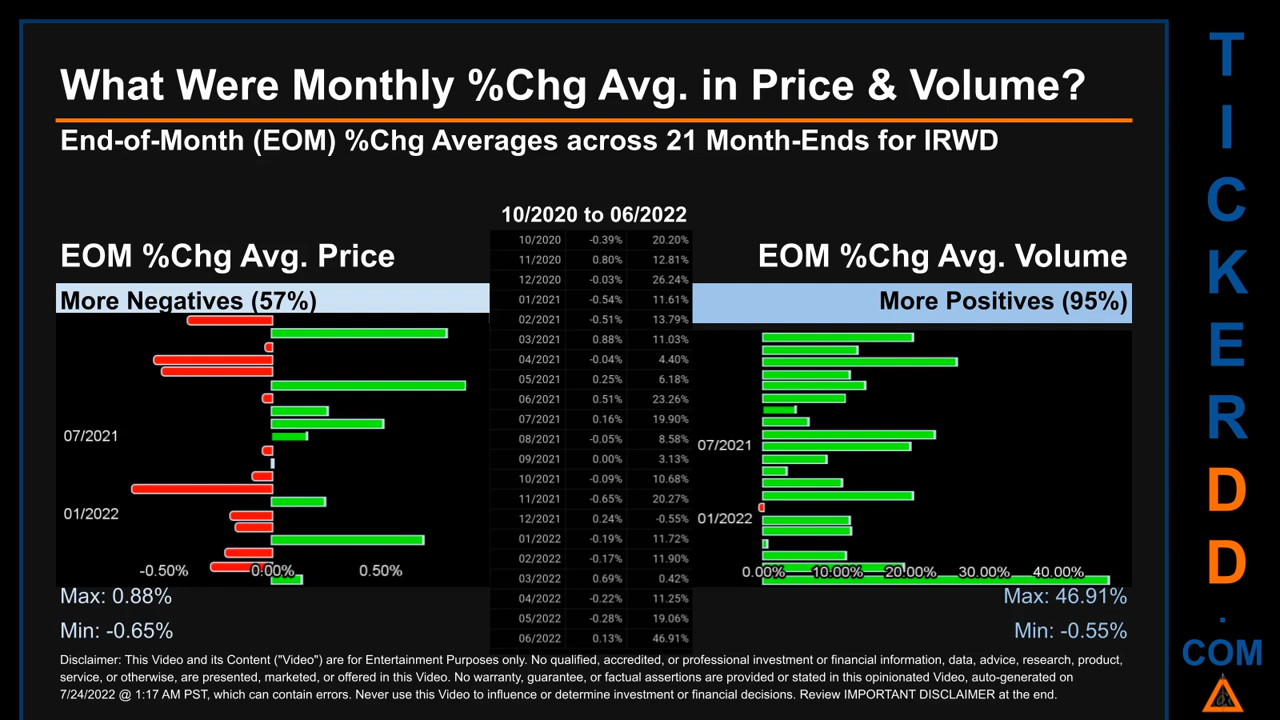 What Were Monthly %Chg Avg. in Price & Volume?
End-of-Month (EOM) %Chg Averages across 21 Month-Ends for IRWD
10/2020 to 06/2022
EOM %Chg Avg. Price
More Negatives (57%)
07/2021
01/2022
-0.50% 0.00% 0.50%
Max: 0.88%
Min: -0.65%
10/2020 -0.39% 20.20%
11/2020 0.80% 12.81%
12/2020 -0.03% 26.24%
01/2021 -0.54% 11.61%
02/2021 -0.51% 13.79%
03/2021 0.88% 11.03%
04/2021 -0.04% 4.40%
05/2021 0.25% 6.18%
06/2021 0.51% 23.26%
07/2021 0.16% 19.90%
08/2021 -0.05% 8.58%
09/2021 0.00% 3.13%
10/2021 -0.09% 10.68%
11/2021 -0.65% 20.27%
12/2021 0.24% -0.55%
01/2022 -0.19% 11.72%
02/2022 -0.17% 11.90%
03/2022 0.69% 0.42%
04/2022 -0.22% 11.25%
05/2022 -0.28% 19.06%
06/2022 0.13% 46.91%
EOM %Chg Avg. Volume
More Positives (95%)
07/2021
01/2022
0.00% 10.00% 20.00% 30.00% 40.00%
Max: 46.91%
Min: -0.55%
Disclaimer: This Video and its Content ("Video") are for Entertainment Purposes only. No qualified, accredited, or professional investment or financial information, data, advice, research, product,
service, or otherwise, are presented, marketed, or offered in this Video. No warranty, guarantee, or factual assertions are provided or stated in this opinionated Video, auto-generated on
7/24/2022 @ 1:17 AM PST, which can contain errors. Never use this Video to influence or determine investment or financial decisions. Review IMPORTANT DISCLAIMER at the end.
T
I
C
K
E
R
D
D
.
COM